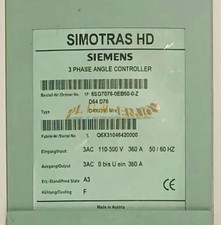 SIMOTRAS HD
SIEMENS
3 PHASE ANGLE CONTROLLER
Bestell-Nr./Order-No. 1P 6SG7076-0EB60-0-Z
D64 D76
Type
Fabrik-Nr./Serial-No. S Q6X31046420000
Eingang/Input 3AC 110-500 V 360 A 50 / 60 HZ
Ausgang/Output 3AC 0 bis U ein 360 A
Erz.-Stand/Prod State A3
Kühlung/Cooling F
Made in Austria